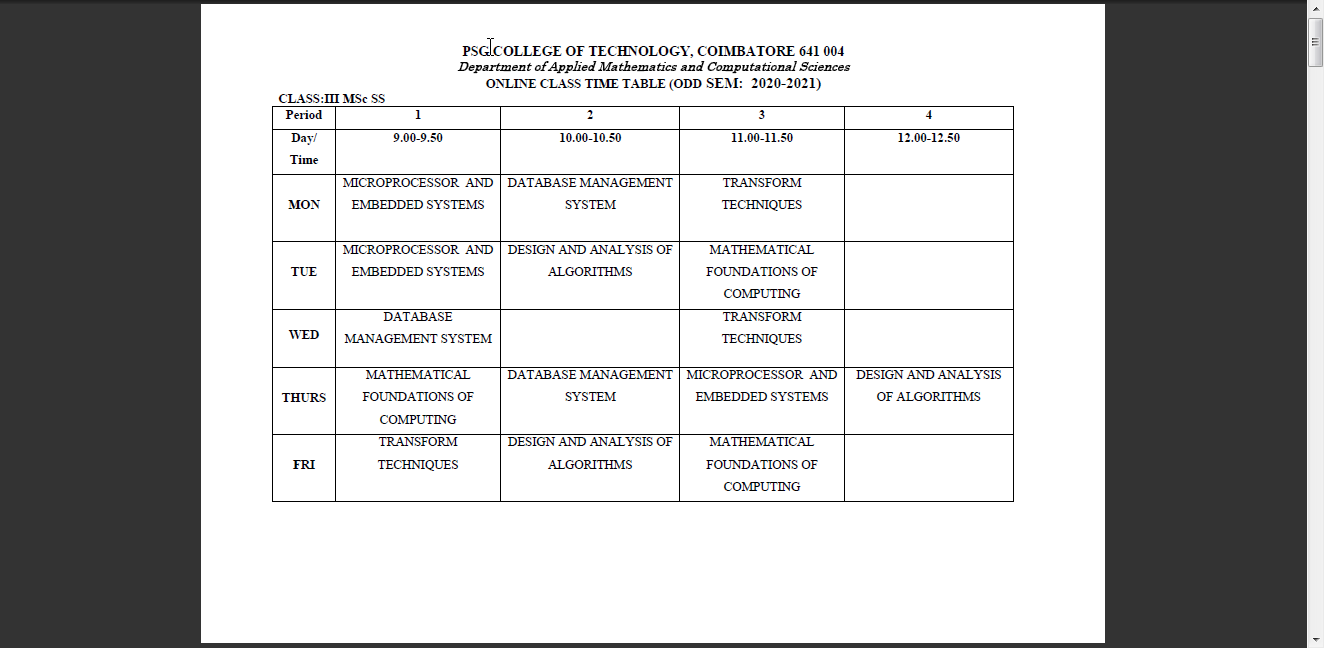 PSG COLLEGE OF TECHNOLOGY, COIMBATORE 641 004
Department of Applied Mathematics and Computational Sciences
ONLINE CLASS TIME TABLE (ODD SEM: 2020-2021)
CLASS:III MSc SS
Period 1 2 3 4
Day/ 9.00-9.50 10.00-10.50 11.00-11.50 12.00-12.50
Time
MICROPROCESSOR AND DATABASE MANAGEMENT TRANSFORM
MON EMBEDDED SYSTEMS SYSTEM TECHNIQUES
MICROPROCESSOR AND DESIGN AND ANALYSIS OF MATHEMATICAL
TUE EMBEDDED SYSTEMS ALGORITHMS FOUNDATIONS OF
COMPUTING
DATABASE TRANSFORM
WED MANAGEMENT SYSTEM TECHNIQUES
MATHEMATICAL DATABASE MANAGEMENT MICROPROCESSOR AND DESIGN AND ANALYSIS
THURS FOUNDATIONS OF SYSTEM EMBEDDED SYSTEMS OF ALGORITHMS
COMPUTING
TRANSFORM DESIGN AND ANALYSIS OF MATHEMATICAL
FRI TECHNIQUES ALGORITHMS FOUNDATIONS OF
COMPUTING